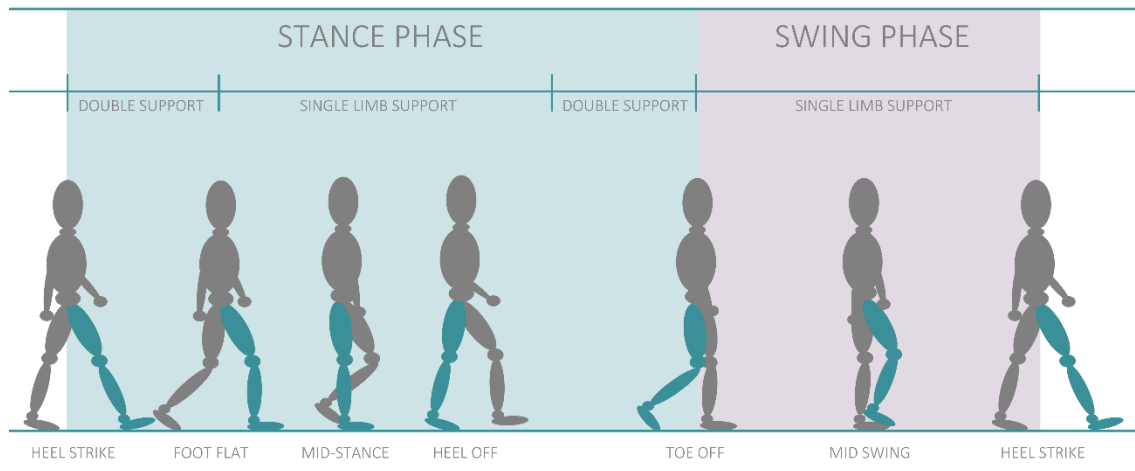 STANCE PHASE
SWING PHASE
DOUBLE SUPPORT
SINGLE LIMB SUPPORT
DOUBLE SUPPORT
SINGLE LIMB SUPPORT
HEEL STRIKE
FOOT FLAT
MID-STANCE
HEEL OFF
TOE OFF
MID SWING
HEEL STRIKE